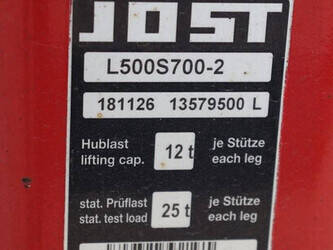 JOST
L500S700-2
181126 13579500 L
Hublast 12 t je Stütze
lifting cap. each leg
stat. Prüflast 25 t je Stütze
stat. test load each leg